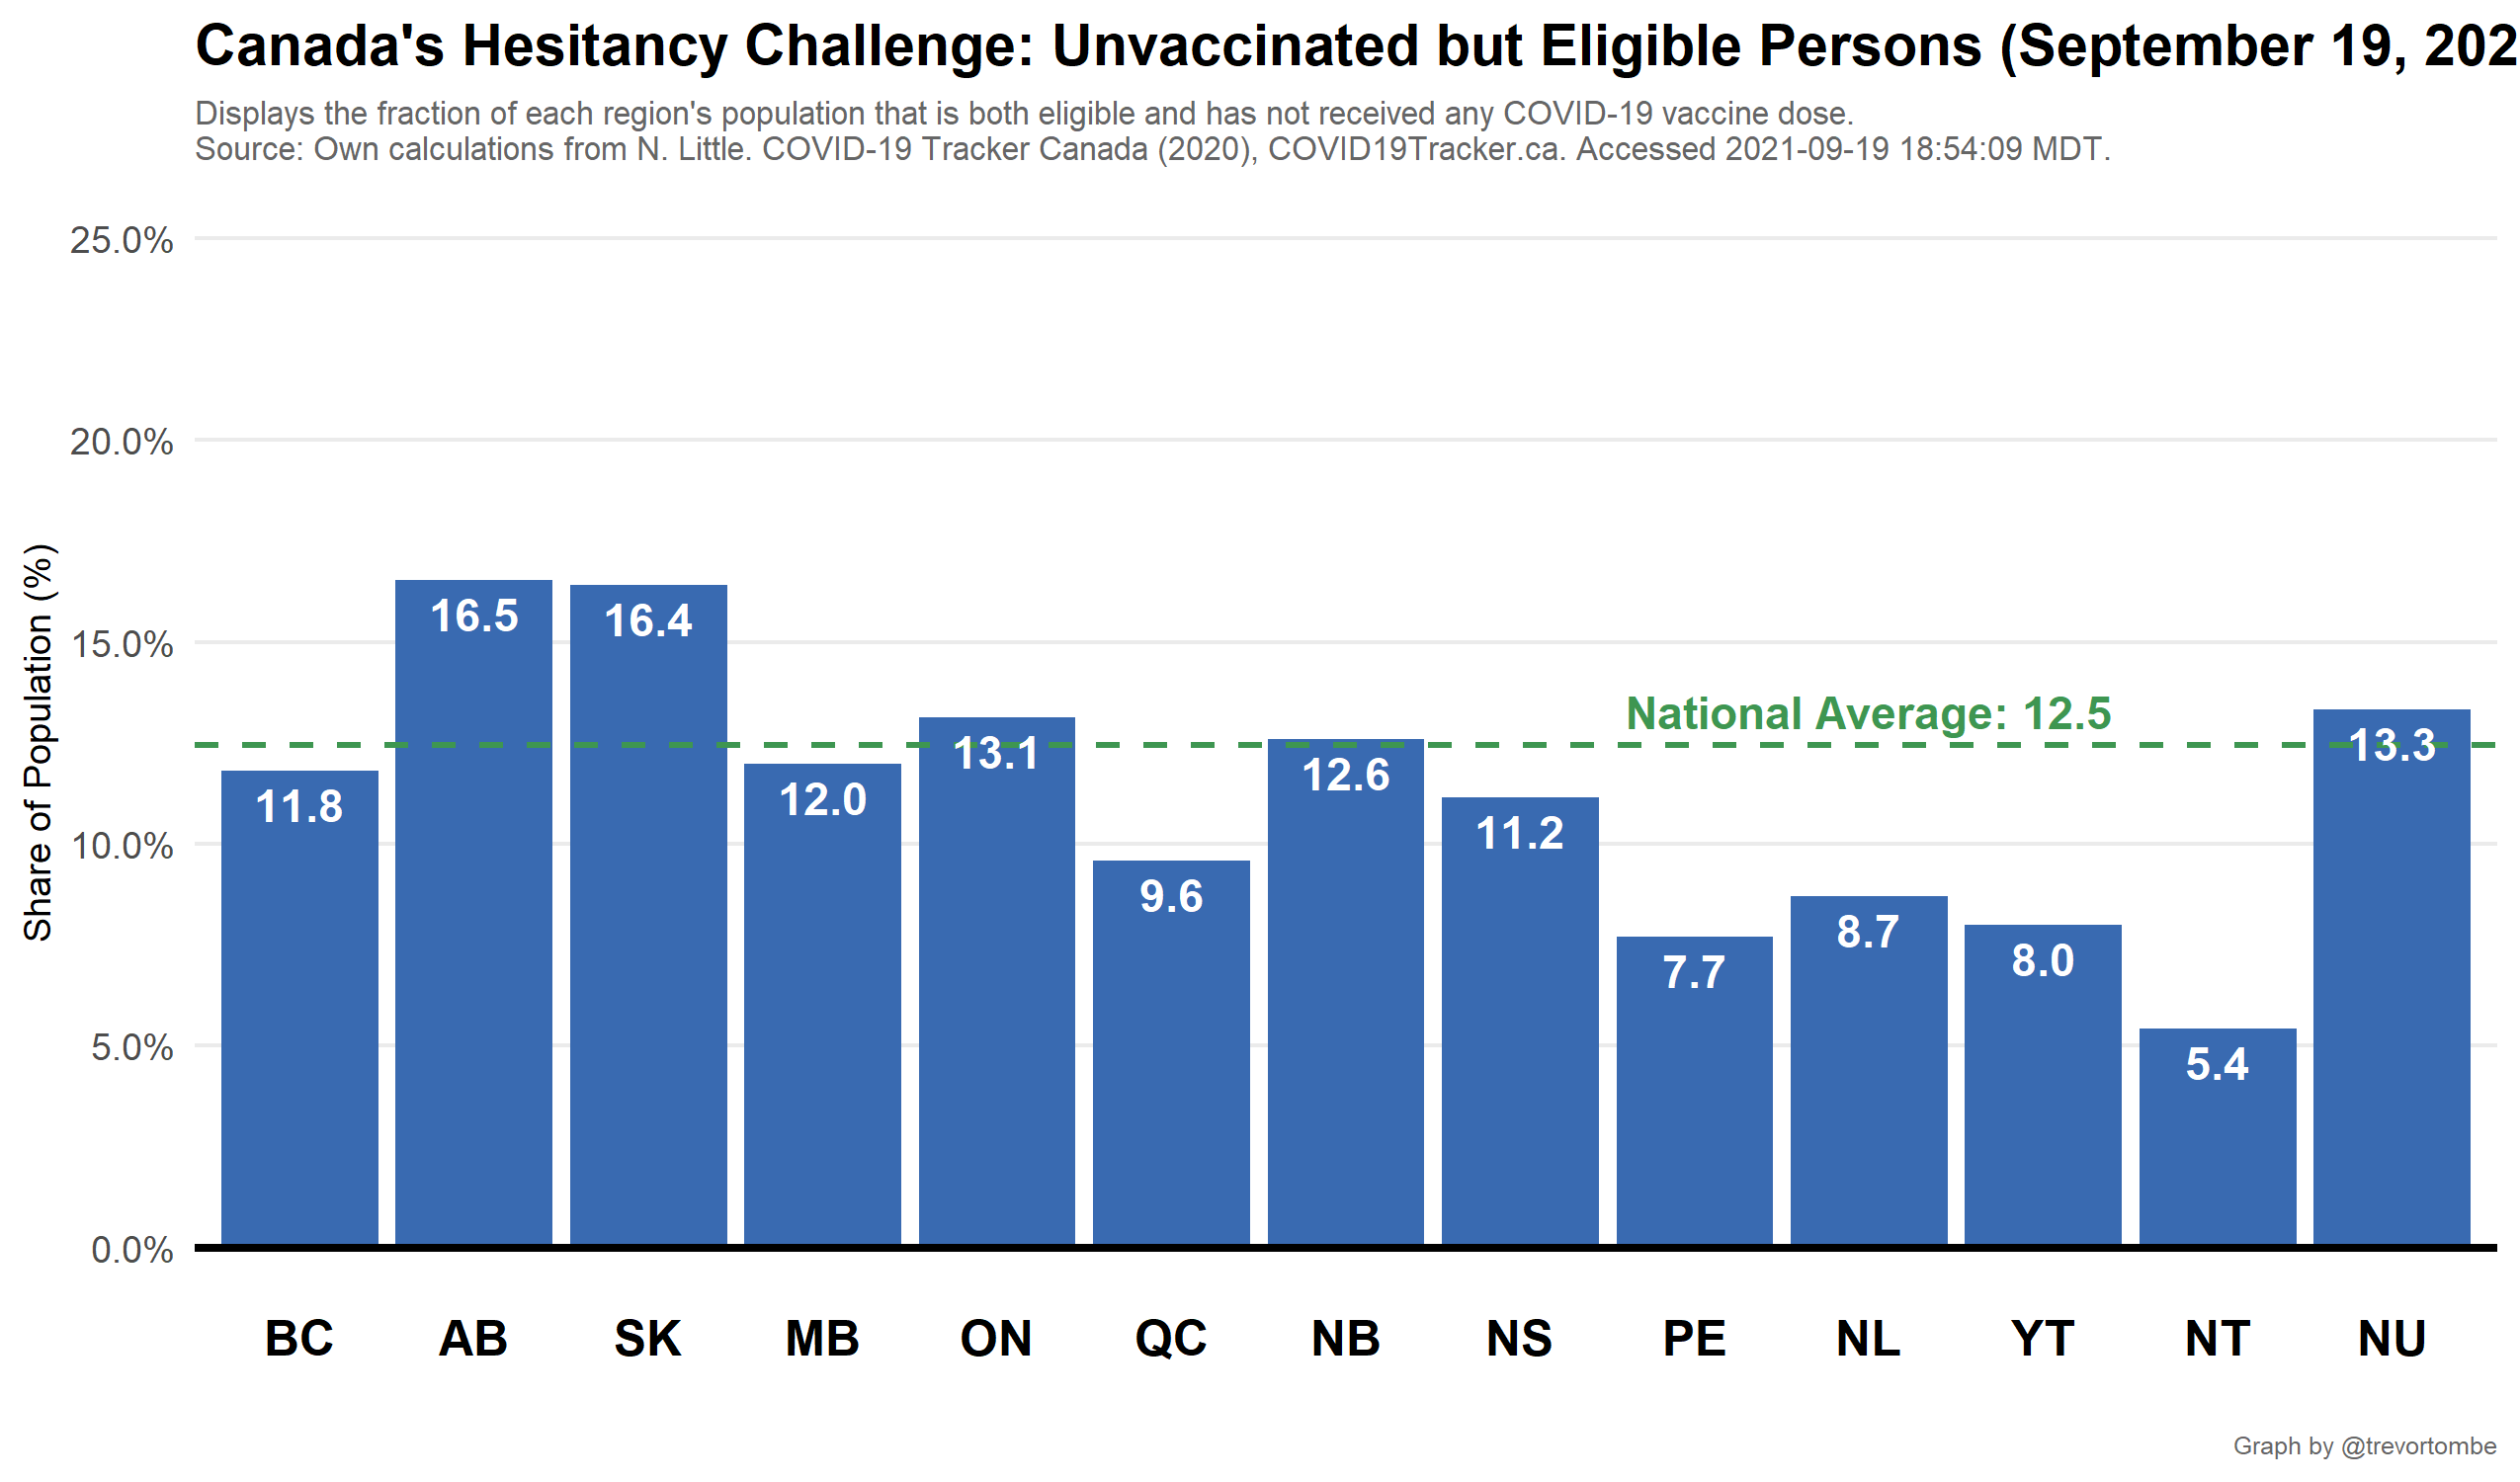 Canada's Hesitancy Challenge: Unvaccinated but Eligible Persons (September 19, 202
Displays the fraction of each region's population that is both eligible and has not received any COVID-19 vaccine dose.
Source: Own calculations from N. Little. COVID-19 Tracker Canada (2020), COVID19Tracker.ca. Accessed 2021-09-19 18:54:09 MDT.
Share of Population (%)
25.0%
20.0%
15.0%
10.0%
5.0%
0.0%
National Average: 12.5
11.8
16.5
16.4
12.0
13.1
9.6
12.6
11.2
7.7
8.7
8.0
5.4
13.3
BC AB SK MB ON QC NB NS PE NL YT NT NU
Graph by @trevortombe